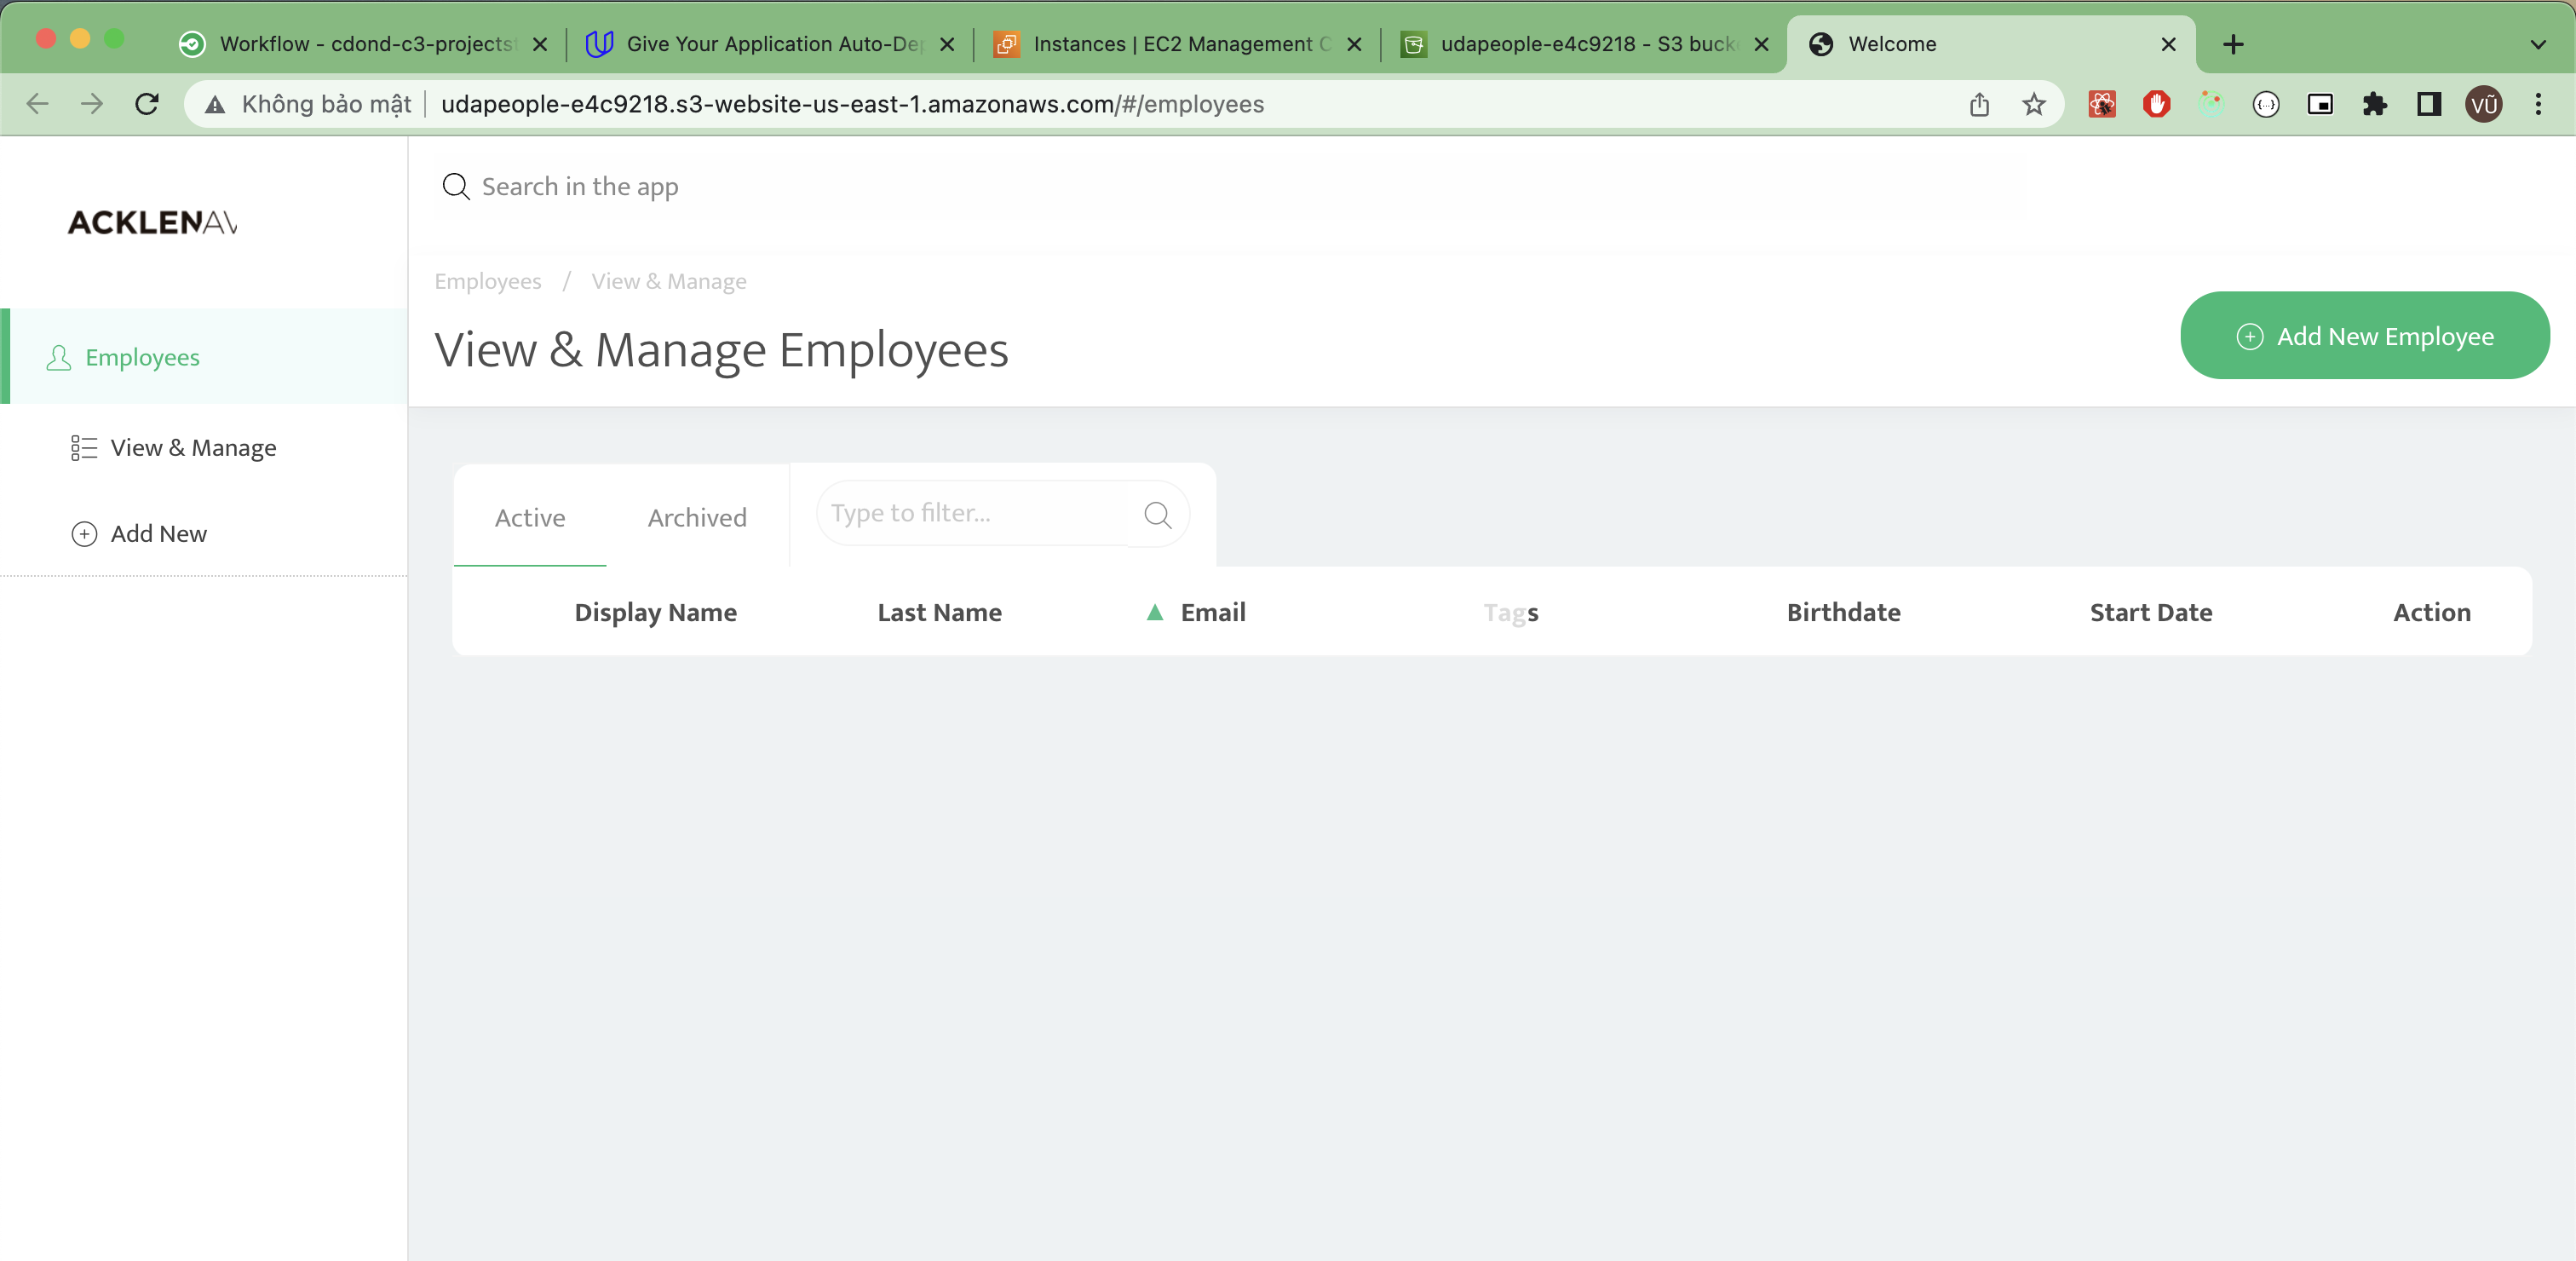 Workflow - cdond-c3-projectst
Give Your Application Auto-Dep
Instances | EC2 Management C
udapeople-e4c9218 - S3 buck
Welcome
Không bảo mật
udapeople-e4c9218.s3-website-us-east-1.amazonaws.com/#/employees
VŨ
ACKLENAV
Search in the app
Employees / View & Manage
View & Manage Employees
Add New Employee
Employees
View & Manage
Add New
Active
Archived
Type to filter...
Display Name
Last Name
Email
Tags
Birthdate
Start Date
Action